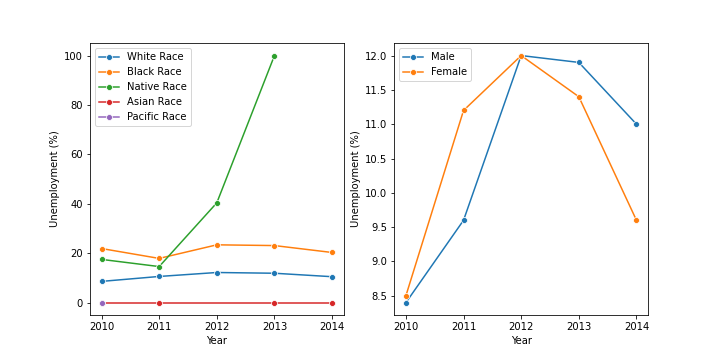 White Race
Black Race
Native Race
Asian Race
Pacific Race
100
80
60
40
20
0
Unemployment (%)
2010 2011 2012 2013 2014
Year
Male
Female
12.0
11.5
11.0
10.5
10.0
9.5
9.0
8.5
Unemployment (%)
2010 2011 2012 2013 2014
Year